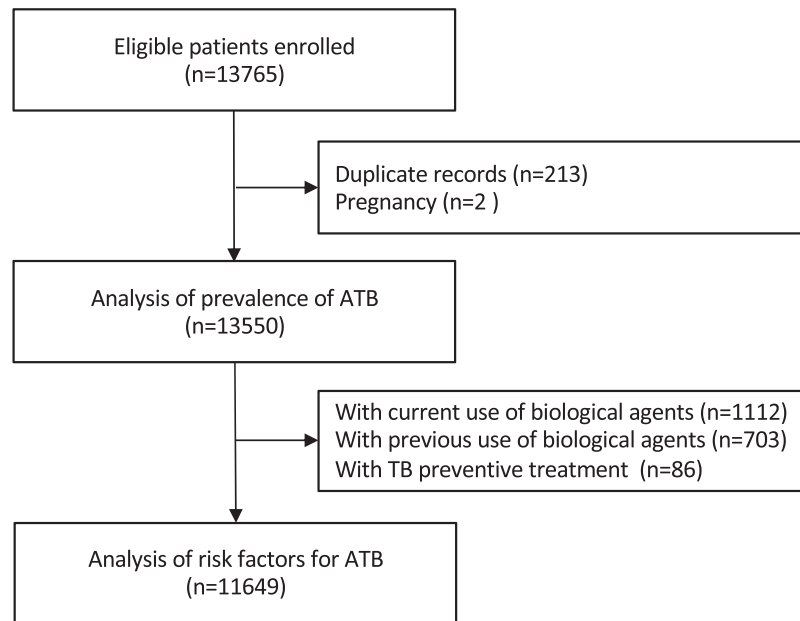 Eligible patients enrolled
(n=13765)
Duplicate records (n=213)
Pregnancy (n=2 )
Analysis of prevalence of ATB
(n=13550)
With current use of biological agents (n=1112)
With previous use of biological agents (n=703)
With TB preventive treatment  (n=86)
Analysis of risk factors for ATB
(n=11649)